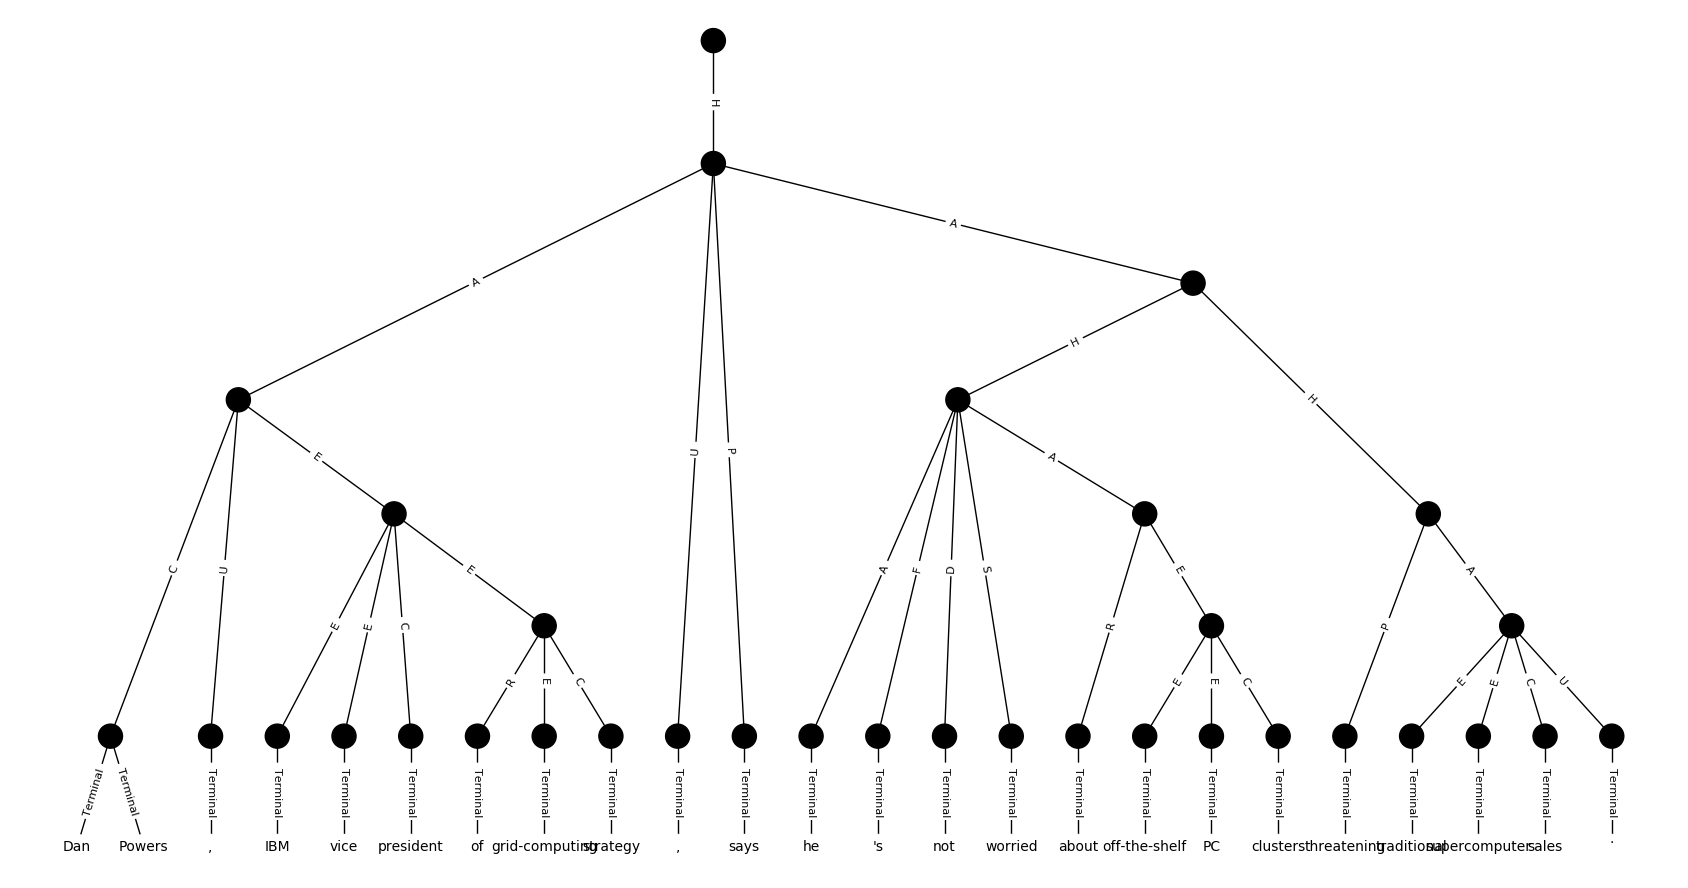 H
A
A
H
H
E
A
U
P
C
U
E
A
F
D
S
E
A
E
E
C
R
P
R
E
C
E
E
C
E
E
C
U
Terminal Terminal Terminal Terminal Terminal Terminal Terminal Terminal Terminal Terminal Terminal Terminal Terminal Terminal Terminal Terminal Terminal Terminal Terminal Terminal Terminal Terminal Terminal Terminal
Dan Powers , IBM vice president of grid-computing strategy , says he 's not worried about off-the-shelf PC clusters threatening traditional supercomputer sales .